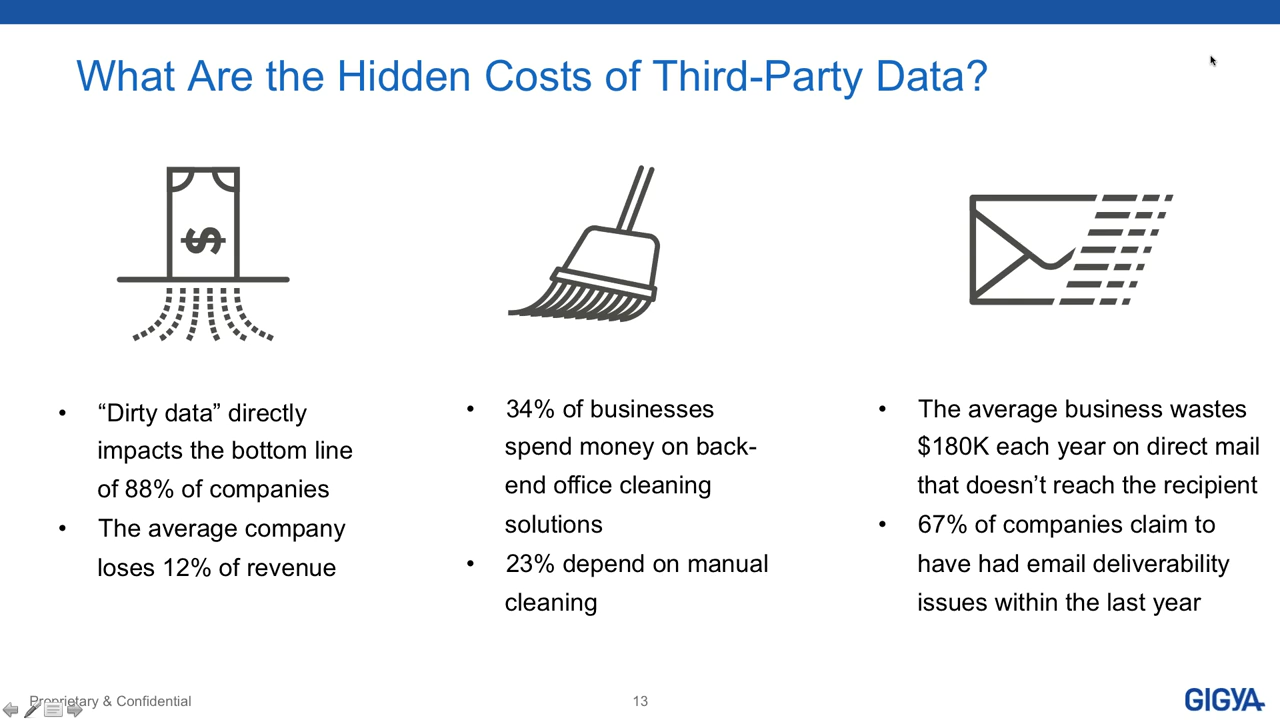 What Are the Hidden Costs of Third-Party Data?
$
• “Dirty data” directly
impacts the bottom line
of 88% of companies
• The average company
loses 12% of revenue
• 34% of businesses
spend money on back-
end office cleaning
solutions
• 23% depend on manual
cleaning
• The average business wastes
$180K each year on direct mail
that doesn’t reach the recipient
• 67% of companies claim to
have had email deliverability
issues within the last year
Proprietary & Confidential
13
GIGYA